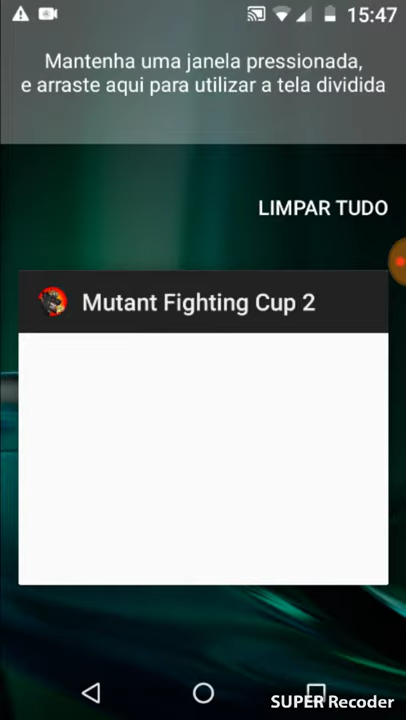 15:47
Mantenha uma janela pressionada,
e arraste aqui para utilizar a tela dividida
LIMPAR TUDO
Mutant Fighting Cup 2
SUPER Recoder